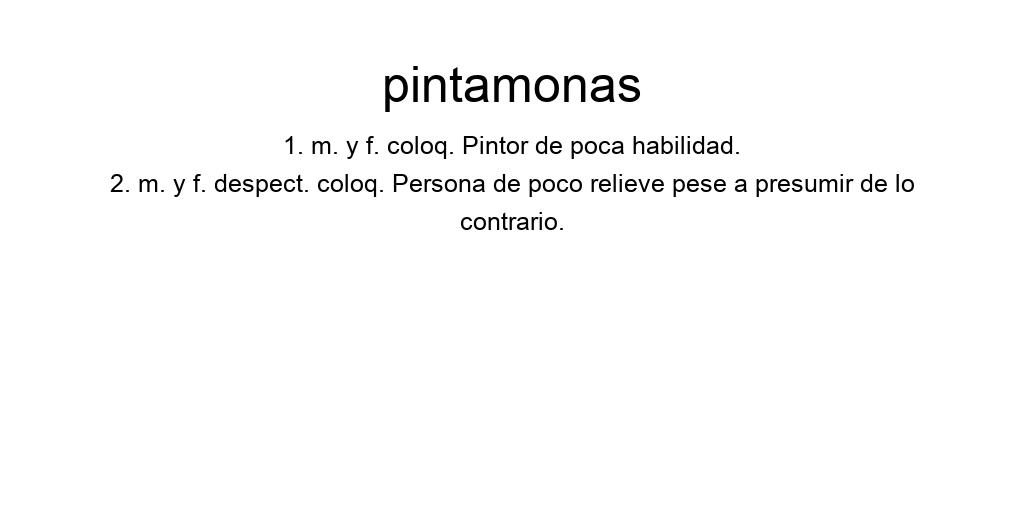 pintamonas
1. m. y f. coloq. Pintor de poca habilidad.
2. m. y f. despect. coloq. Persona de poco relieve pese a presumir de lo
contrario.